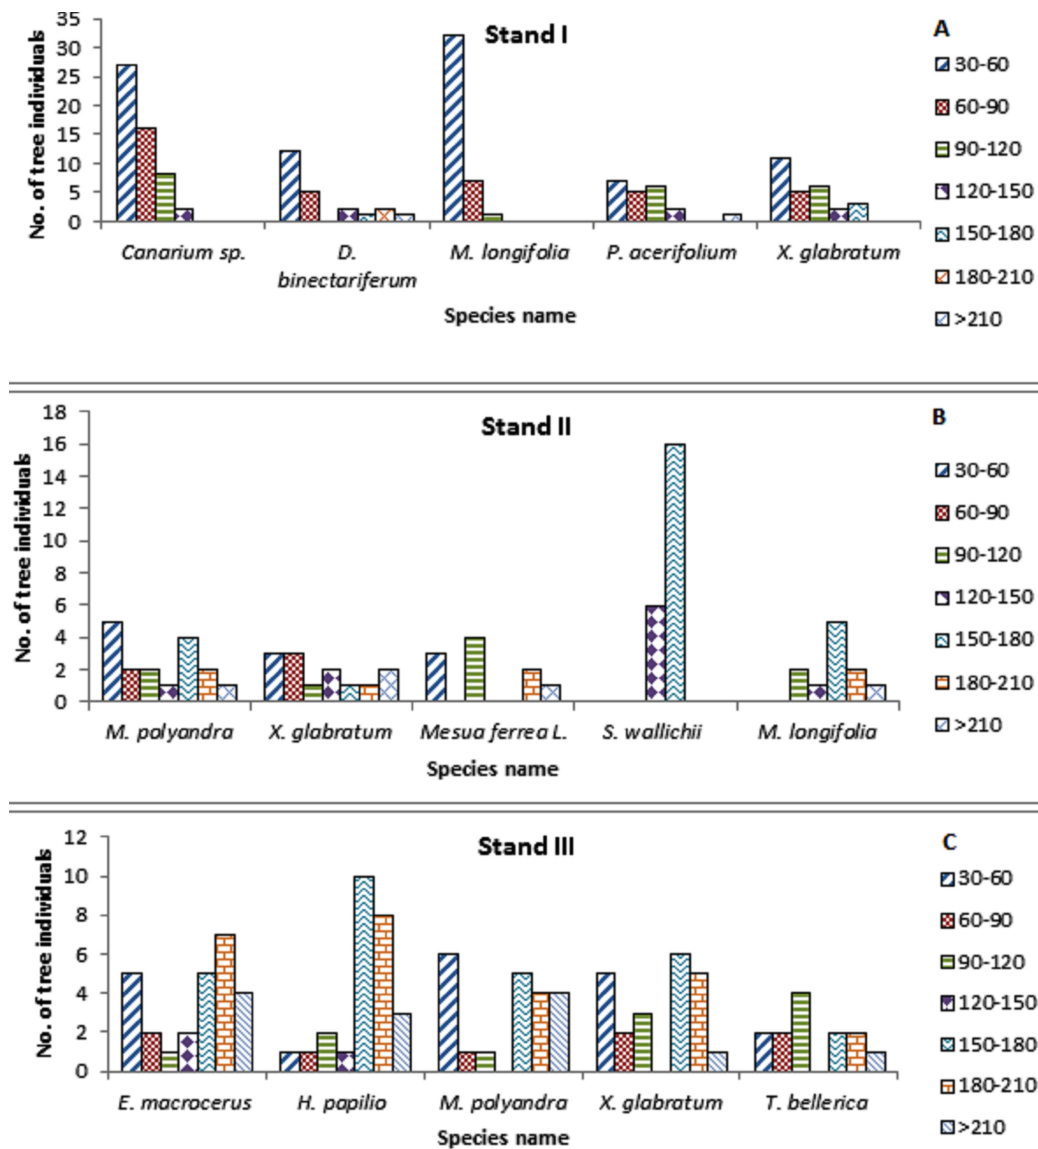 Stand I
A
No. of tree individuals
35
30
25
20
15
10
5
0
Canarium sp.
D. binectariferum
M. longifolia
P. acerifolium
X. glabratum
Species name
30-60
60-90
90-120
120-150
150-180
180-210
>210
Stand II
B
No. of tree individuals
18
16
14
12
10
8
6
4
2
0
M. polyandra
X. glabratum
Mesua ferrea L.
S. wallichii
M. longifolia
Species name
30-60
60-90
90-120
120-150
150-180
180-210
>210
Stand III
C
No. of tree individuals
12
10
8
6
4
2
0
E. macrocerus
H. papilio
M. polyandra
X. glabratum
T. bellerica
Species name
30-60
60-90
90-120
120-150
150-180
180-210
>210